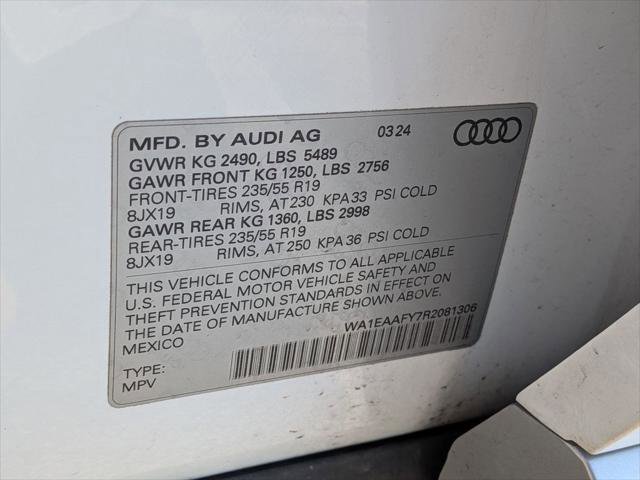 MFD. BY AUDI AG 03 24
GVWR KG 2490, LBS 5489
GAWR FRONT KG 1250, LBS 2756
FRONT-TIRES 235/55 R19
8JX19 RIMS, AT 230 KPA 33 PSI COLD
GAWR REAR KG 1360, LBS 2998
REAR-TIRES 235/55 R19
8JX19 RIMS, AT 250 KPA 36 PSI COLD
THIS VEHICLE CONFORMS TO ALL APPLICABLE
U.S. FEDERAL MOTOR VEHICLE SAFETY AND
THEFT PREVENTION STANDARDS IN EFFECT ON
THE DATE OF MANUFACTURE SHOWN ABOVE.
MEXICO WA1EAAFY7R2081306
TYPE:
MPV